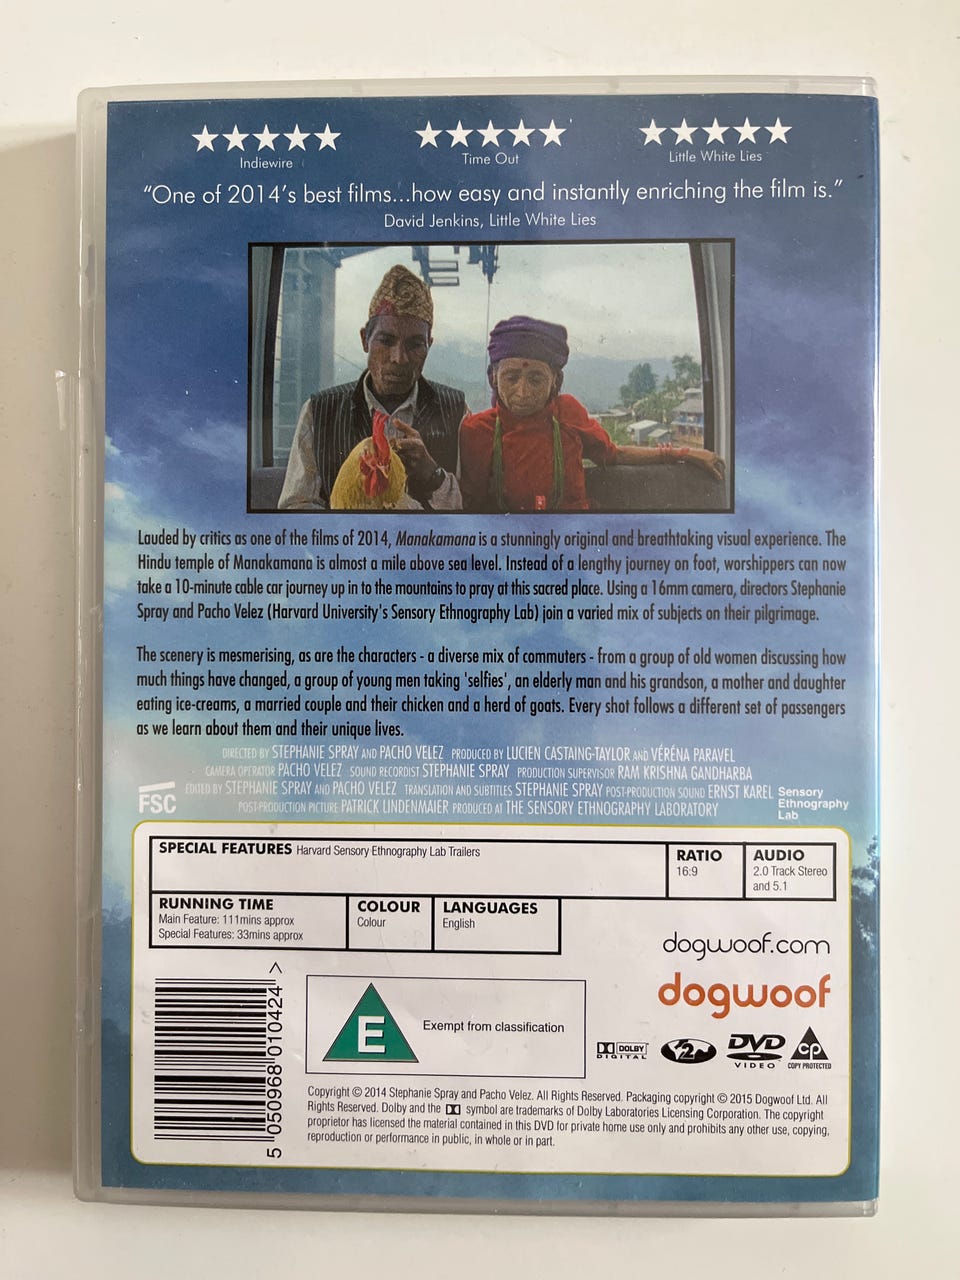 Indiewire
Time Out
Little White Lies
“One of 2014’s best films...how easy and instantly enriching the film is.”
David Jenkins, Little White Lies
Lauded by critics as one of the films of 2014, Manakamana is a stunningly original and breathtaking visual experience. The
Hindu temple of Manakamana is almost a mile above sea level. Instead of a lengthy journey on foot, worshippers can now
take a 10-minute cable car journey up in to the mountains to pray at this sacred place. Using a 16mm camera, directors Stephanie
Spray and Pacho Velez (Harvard University's Sensory Ethnography Lab) join a varied mix of subjects on their pilgrimage.
The scenery is mesmerising, as are the characters - a diverse mix of commuters - from a group of old women discussing how
much things have changed, a group of young men taking 'selfies', an elderly man and his grandson, a mother and daughter
eating ice-creams, a married couple and their chicken and a herd of goats. Every shot follows a different set of passengers
as we learn about them and their unique lives.
DIRECTED BY STEPHANIE SPRAY AND PACHO VELEZ PRODUCED BY LUCIEN CASTAING-TAYLOR AND VÉRÉNA PARAVEL
CAMERA OPERATOR PACHO VELEZ SOUND RECORDIST STEPHANIE SPRAY PRODUCTION SUPERVISOR RAM KRISHNA GANDHARBA
EDITED BY STEPHANIE SPRAY AND PACHO VELEZ TRANSLATION AND SUBTITLES STEPHANIE SPRAY POST-PRODUCTION SOUND ERNST KAREL
POST-PRODUCTION PICTURE PATRICK LINDENMAIER PRODUCED AT THE SENSORY ETHNOGRAPHY LABORATORY
FSC
Sensory
Ethnography
Lab
SPECIAL FEATURES Harvard Sensory Ethnography Lab Trailers
RATIO
16:9
AUDIO
2.0 Track Stereo
and 5.1
RUNNING TIME
Main Feature: 111mins approx
Special Features: 33mins approx
COLOUR
Colour
LANGUAGES
English
dogwoof.com
dogwoof
5 050968 010424 >
E
Exempt from classification
DOLBY
DIGITAL
2
DVD
VIDEO
CP
COPY PROTECTED
Copyright © 2014 Stephanie Spray and Pacho Velez. All Rights Reserved. Packaging copyright © 2015 Dogwoof Ltd. All
Rights Reserved. Dolby and the symbol are trademarks of Dolby Laboratories Licensing Corporation. The copyright
proprietor has licensed the material contained in this DVD for private home use only and prohibits any other use, copying,
reproduction or performance in public, in whole or in part.